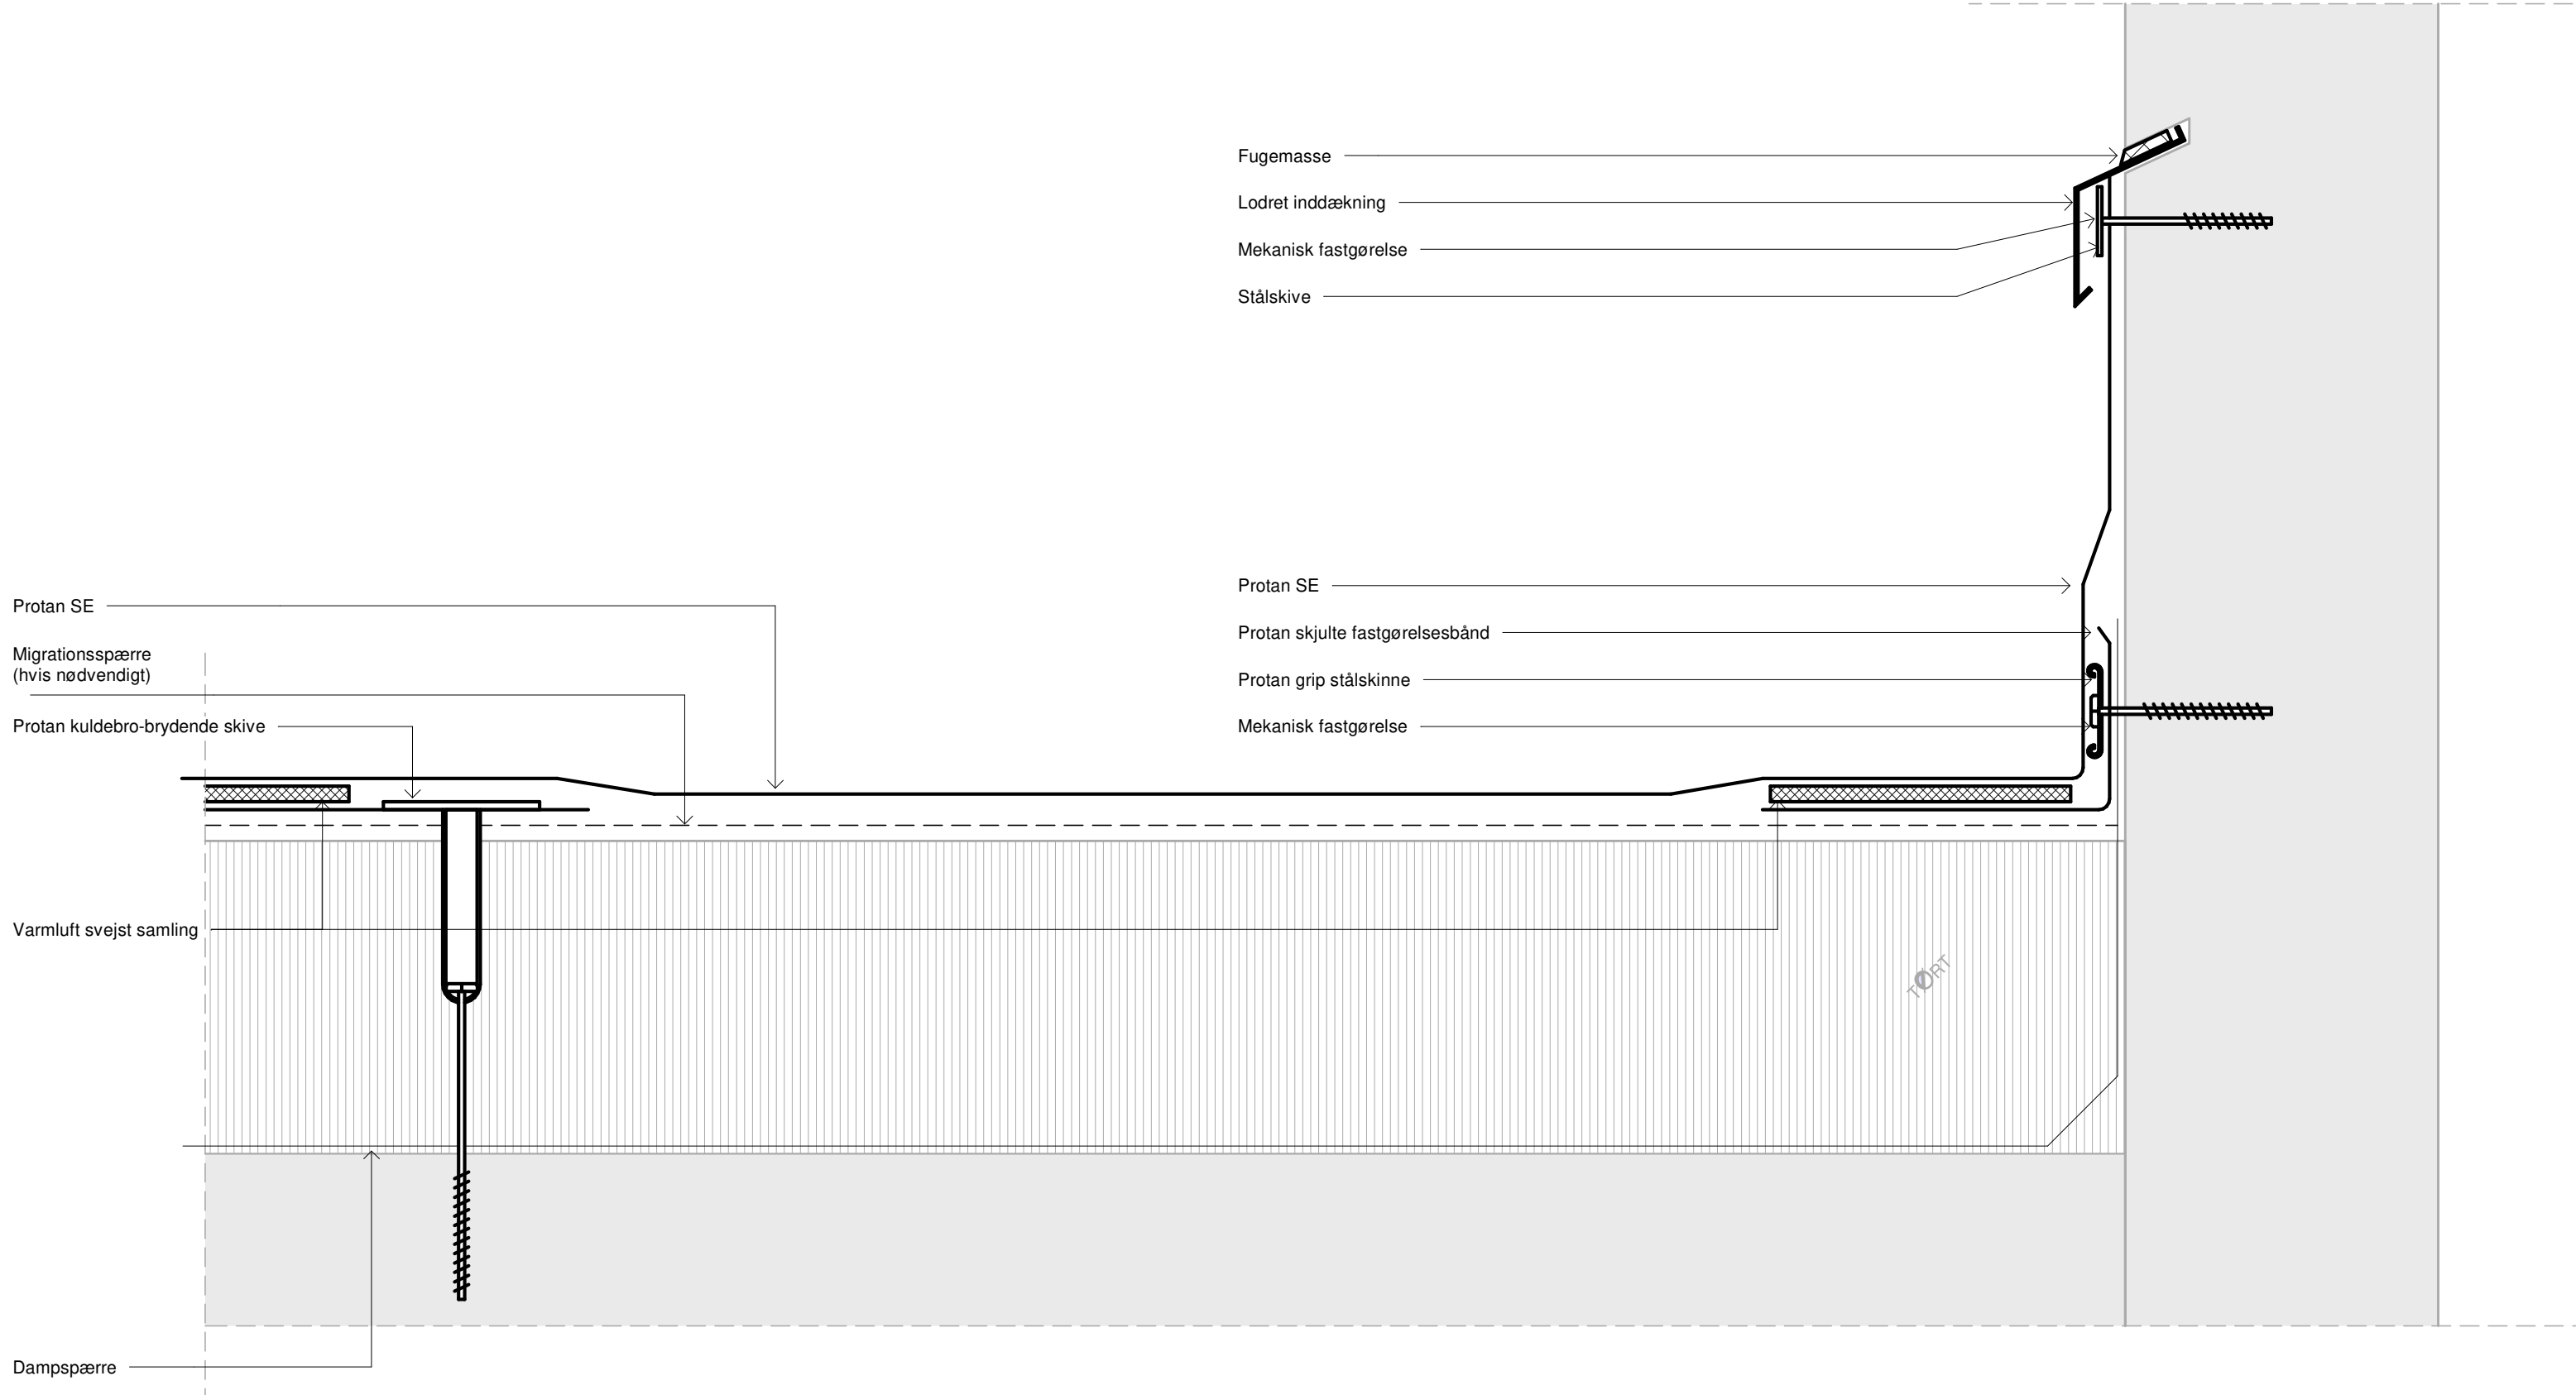 Fugemasse
Lodret inddækning
Mekanisk fastgørelse
Stålskive
Protan SE
Protan skjulte fastgørelsesbånd
Protan grip stålskinne
Mekanisk fastgørelse
Protan SE
Migrationsspærre
(hvis nødvendigt)
Protan kuldebro-brydende skive
Varmluft svejst samling
TØRT
Dampspærre